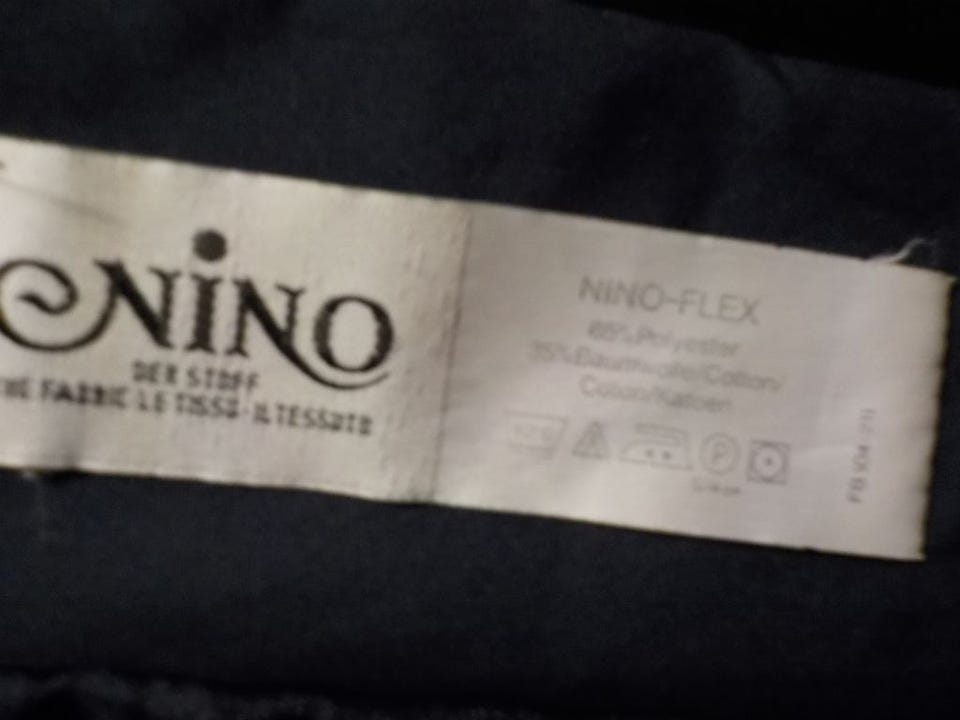 NiNO
DER STOFF
THE FABRIC·LE TISSU·IL TESSUTO
NINO-FLEX
65% Polyester
35% Baumwolle/Cotton/
Coton/Katoen
P